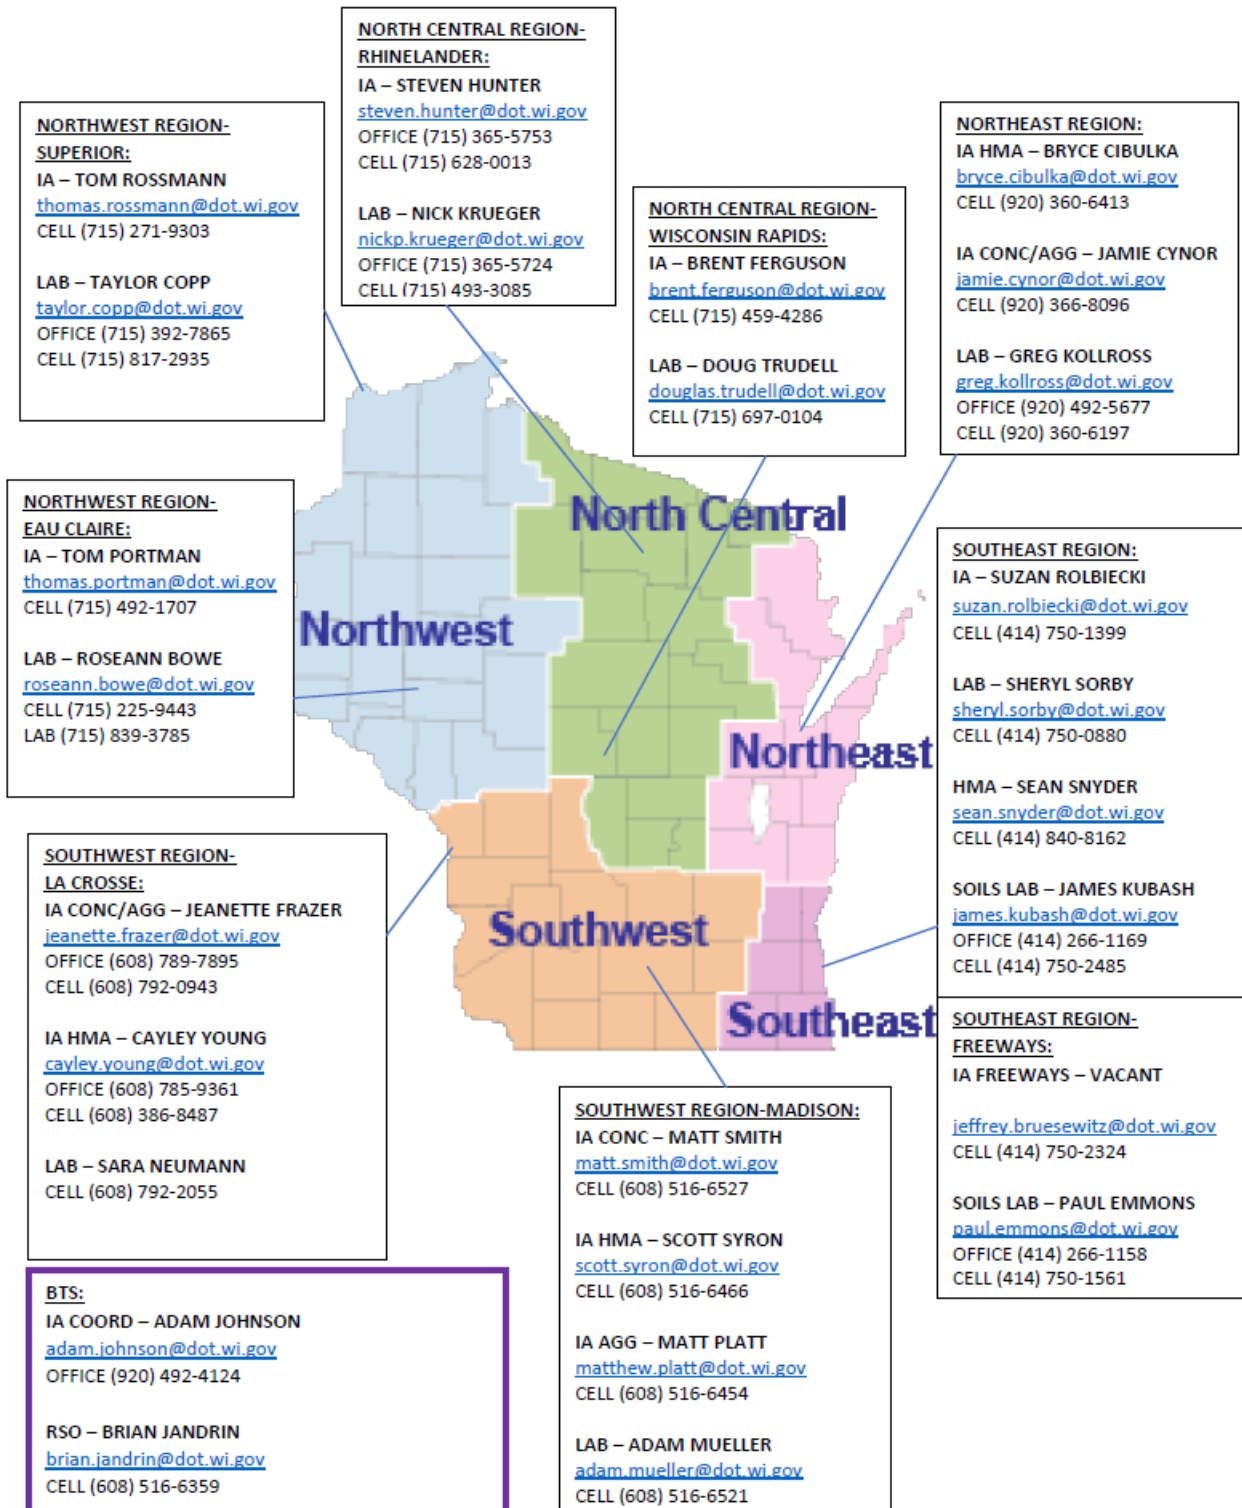 NORTH CENTRAL REGION-
RHINELANDER:
IA – STEVEN HUNTER
steven.hunter@dot.wi.gov
OFFICE (715) 365-5753
CELL (715) 628-0013
LAB – NICK KRUEGER
nickp.krueger@dot.wi.gov
OFFICE (715) 365-5724
CELL (715) 493-3085
NORTHWEST REGION-
SUPERIOR:
IA – TOM ROSSMANN
thomas.rossmann@dot.wi.gov
CELL (715) 271-9303
LAB – TAYLOR COPP
taylor.copp@dot.wi.gov
OFFICE (715) 392-7865
CELL (715) 817-2935
NORTH CENTRAL REGION-
WISCONSIN RAPIDS:
IA – BRENT FERGUSON
brent.ferguson@dot.wi.gov
CELL (715) 459-4286
LAB – DOUG TRUDELL
douglas.trudell@dot.wi.gov
CELL (715) 697-0104
NORTHEAST REGION:
IA HMA – BRYCE CIBULKA
bryce.cibulka@dot.wi.gov
CELL (920) 360-6413
IA CONC/AGG – JAMIE CYNOR
jamie.cynor@dot.wi.gov
CELL (920) 366-8096
LAB – GREG KOLLROSS
greg.kollross@dot.wi.gov
OFFICE (920) 492-5677
CELL (920) 360-6197
NORTHWEST REGION-
EAU CLAIRE:
IA – TOM PORTMAN
thomas.portman@dot.wi.gov
CELL (715) 492-1707
LAB – ROSEANN BOWE
roseann.bowe@dot.wi.gov
CELL (715) 225-9443
LAB (715) 839-3785
North Central
Northwest
Northeast
Southwest
Southeast
SOUTHEAST REGION:
IA – SUZAN ROLBIECKI
suzan.rolbiecki@dot.wi.gov
CELL (414) 750-1399
LAB – SHERYL SORBY
sheryl.sorby@dot.wi.gov
CELL (414) 750-0880
HMA – SEAN SNYDER
sean.snyder@dot.wi.gov
CELL (414) 840-8162
SOILS LAB – JAMES KUBASH
james.kubash@dot.wi.gov
OFFICE (414) 266-1169
CELL (414) 750-2485
SOUTHEAST REGION-
FREEWAYS:
IA FREEWAYS – VACANT
jeffrey.bruesewitz@dot.wi.gov
CELL (414) 750-2324
SOILS LAB – PAUL EMMONS
paul.emmons@dot.wi.gov
OFFICE (414) 266-1158
CELL (414) 750-1561
SOUTHWEST REGION-
LA CROSSE:
IA CONC/AGG – JEANETTE FRAZER
jeanette.frazer@dot.wi.gov
OFFICE (608) 789-7895
CELL (608) 792-0943
IA HMA – CAYLEY YOUNG
cayley.young@dot.wi.gov
OFFICE (608) 785-9361
CELL (608) 386-8487
LAB – SARA NEUMANN
CELL (608) 792-2055
SOUTHWEST REGION-MADISON:
IA CONC – MATT SMITH
matt.smith@dot.wi.gov
CELL (608) 516-6527
IA HMA – SCOTT SYRON
scott.syron@dot.wi.gov
CELL (608) 516-6466
IA AGG – MATT PLATT
matthew.platt@dot.wi.gov
CELL (608) 516-6454
LAB – ADAM MUELLER
adam.mueller@dot.wi.gov
CELL (608) 516-6521
BTS:
IA COORD – ADAM JOHNSON
adam.johnson@dot.wi.gov
OFFICE (920) 492-4124
RSO – BRIAN JANDRIN
brian.jandrin@dot.wi.gov
CELL (608) 516-6359